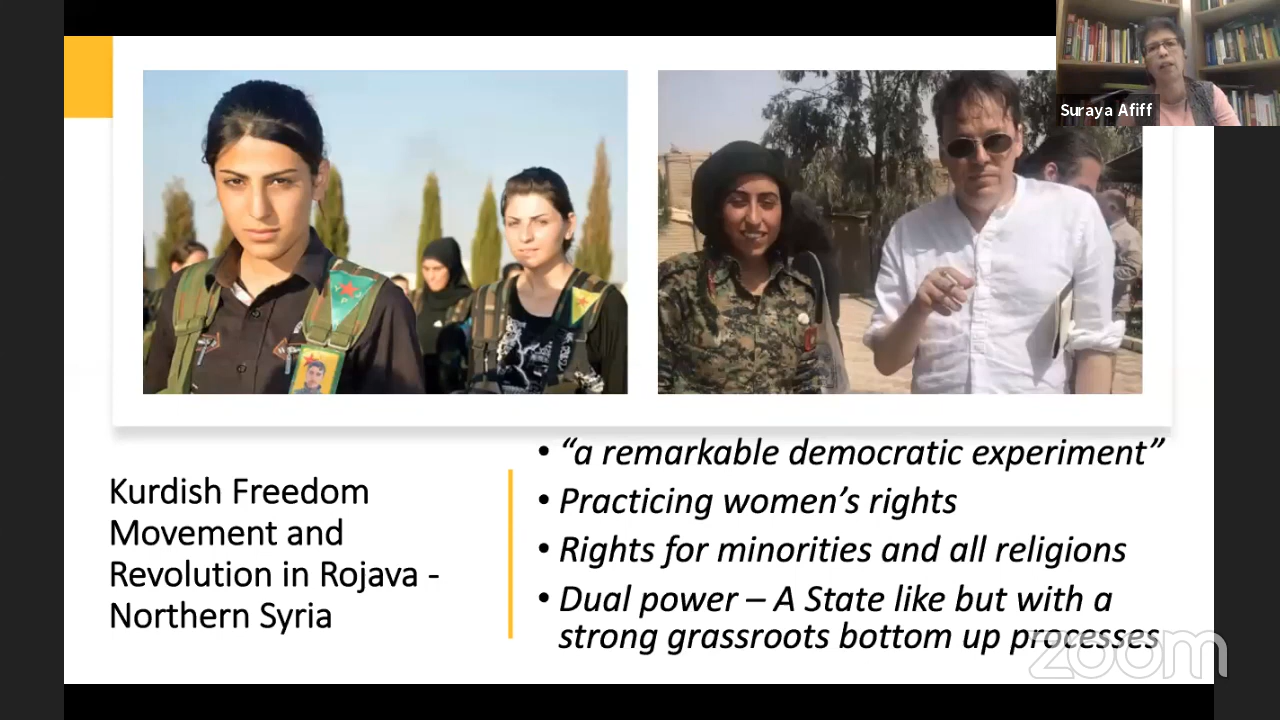 Suraya Afiff
YPJ
Kurdish Freedom
Movement and
Revolution in Rojava -
Northern Syria
• “a remarkable democratic experiment”
• Practicing women’s rights
• Rights for minorities and all religions
• Dual power – A State like but with a
strong grassroots bottom up processes
zoom